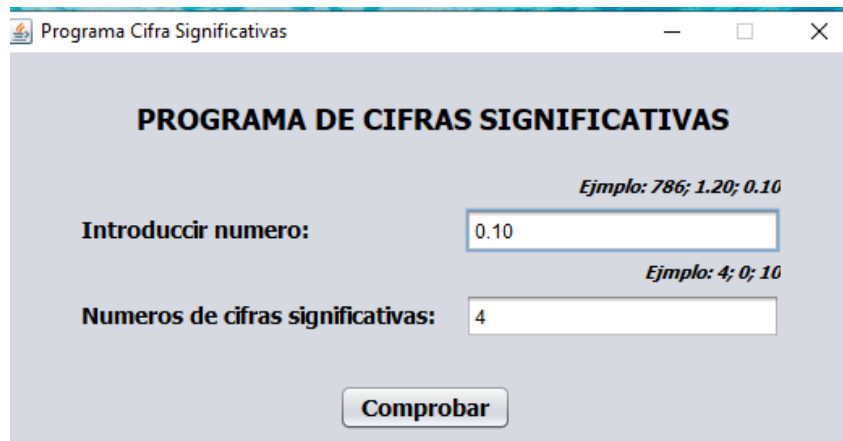 Programa Cifra Significativas
PROGRAMA DE CIFRAS SIGNIFICATIVAS
Ejmplo: 786; 1.20; 0.10
Introduccir numero: 0.10
Ejmplo: 4; 0; 10
Numeros de cifras significativas: 4
Comprobar